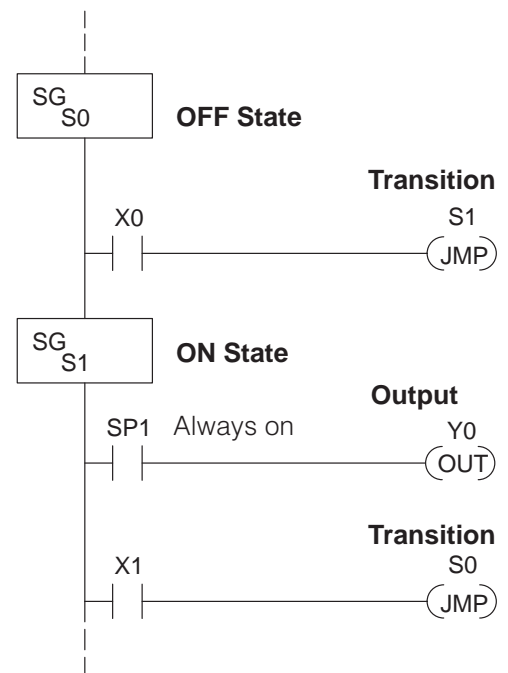 SG
S0
OFF State
Transition
X0
S1
JMP
SG
S1
ON State
Output
SP1
Always on
Y0
OUT
Transition
X1
S0
JMP